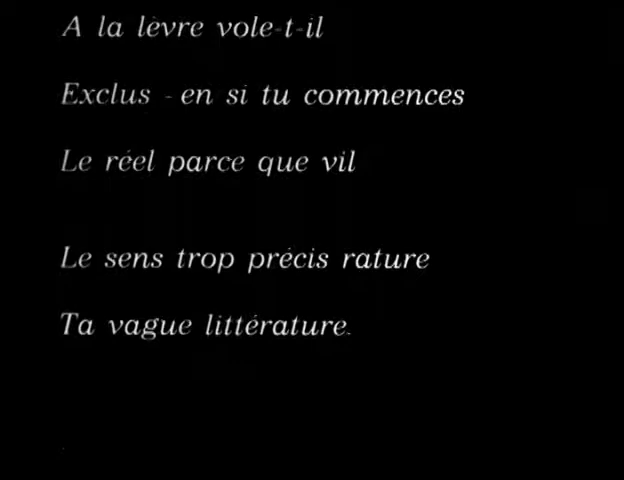 A la lèvre vole-t-il
Exclus - en si tu commences
Le réel parce que vil
Le sens trop précis rature
Ta vague littérature.